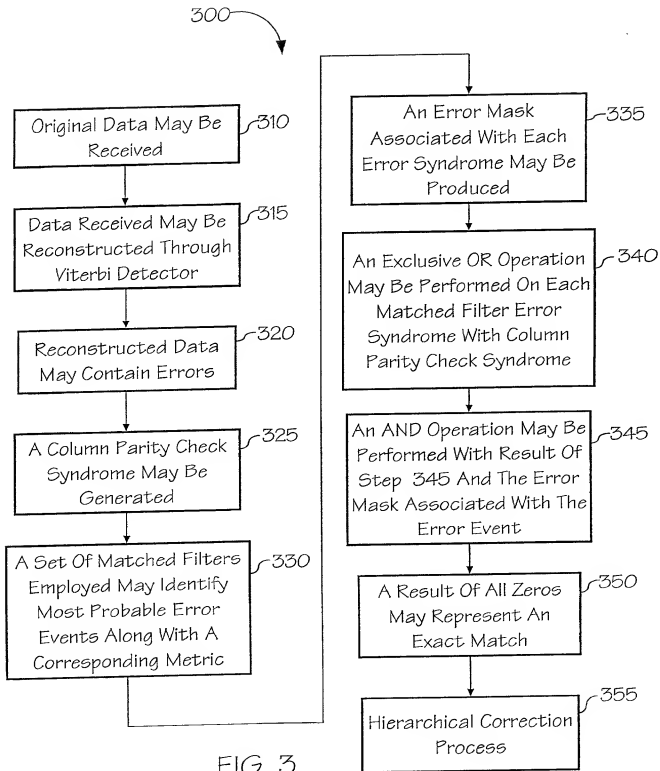 300
Original Data May Be
Received
310
Data Received May Be
Reconstructed Through
Viterbi Detector
315
Reconstructed Data
May Contain Errors
320
A Column Parity Check
Syndrome May Be
Generated
325
A Set Of Matched Filters
Employed May Identify
Most Probable Error
Events Along With A
Corresponding Metric
330
An Error Mask
Associated With Each
Error Syndrome May Be
Produced
335
An Exclusive OR Operation
May Be Performed On Each
Matched Filter Error
Syndrome With Column
Parity Check Syndrome
340
An AND Operation May Be
Performed With Result Of
Step 345 And The Error
Mask Associated With The
Error Event
345
A Result Of All Zeros
May Represent An
Exact Match
350
Hierarchical Correction
Process
355
FIG. 3